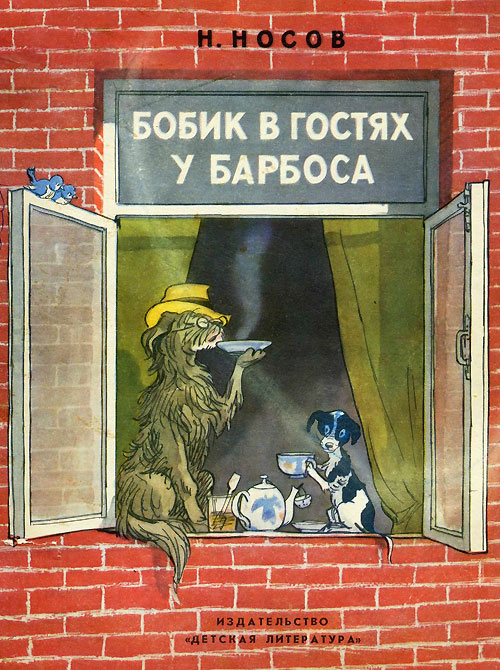 Н. НОСОВ
БОБИК В ГОСТЯХ
У БАРБОСА
ИЗДАТЕЛЬСТВО
«ДЕТСКАЯ ЛИТЕРАТУРА»